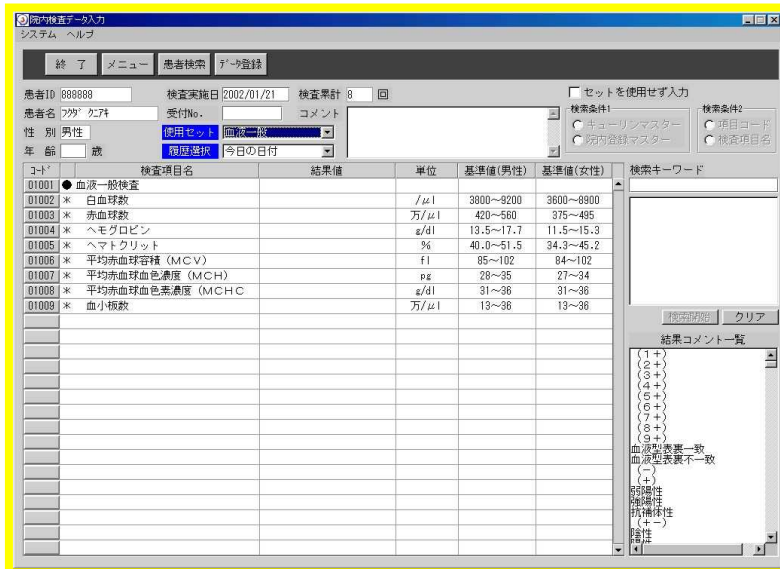 院内検査データ入力
システム ヘルプ
終 了 メニュー 患者検索 データ登録
患者ID 888888 検査実施日 2002/01/21 検査累計 8 回 セットを使用せず入力
患者名 フクダ クニアキ 受付No. コメント 検索条件1 検索条件2
性 別 男性 使用セット 血液一般 キューリンマスター 項目コード
年 齢 歳 履歴選択 今日の日付 院内登録マスター 検査項目名
コード 検査項目名 結果値 単位 基準値(男性) 基準値(女性) 検索キーワード
01001 ● 血液一般検査
01002 * 白血球数 /μl 3800~9200 3600~8900
01003 * 赤血球数 万/μl 420~560 375~495
01004 * ヘモグロビン g/dl 13.5~17.7 11.5~15.3
01005 * ヘマトクリット % 40.0~51.5 34.3~45.2
01006 * 平均赤血球容積(MCV) fl 85~102 84~102
01007 * 平均赤血球血色濃度(MCH) pg 28~35 27~34
01008 * 平均赤血球血色素濃度(MCHC g/dl 31~36 31~36
01009 * 血小板数 万/μl 13~36 13~36
検索開始 クリア
結果コメント一覧
(1+)
(2+)
(3+)
(4+)
(5+)
(6+)
(7+)
(8+)
(9+)
血液型表裏一致
血液型表裏不一致
(-)
(+)
弱陽性
強陽性
抗補体性
(+-)
陰性
陽性